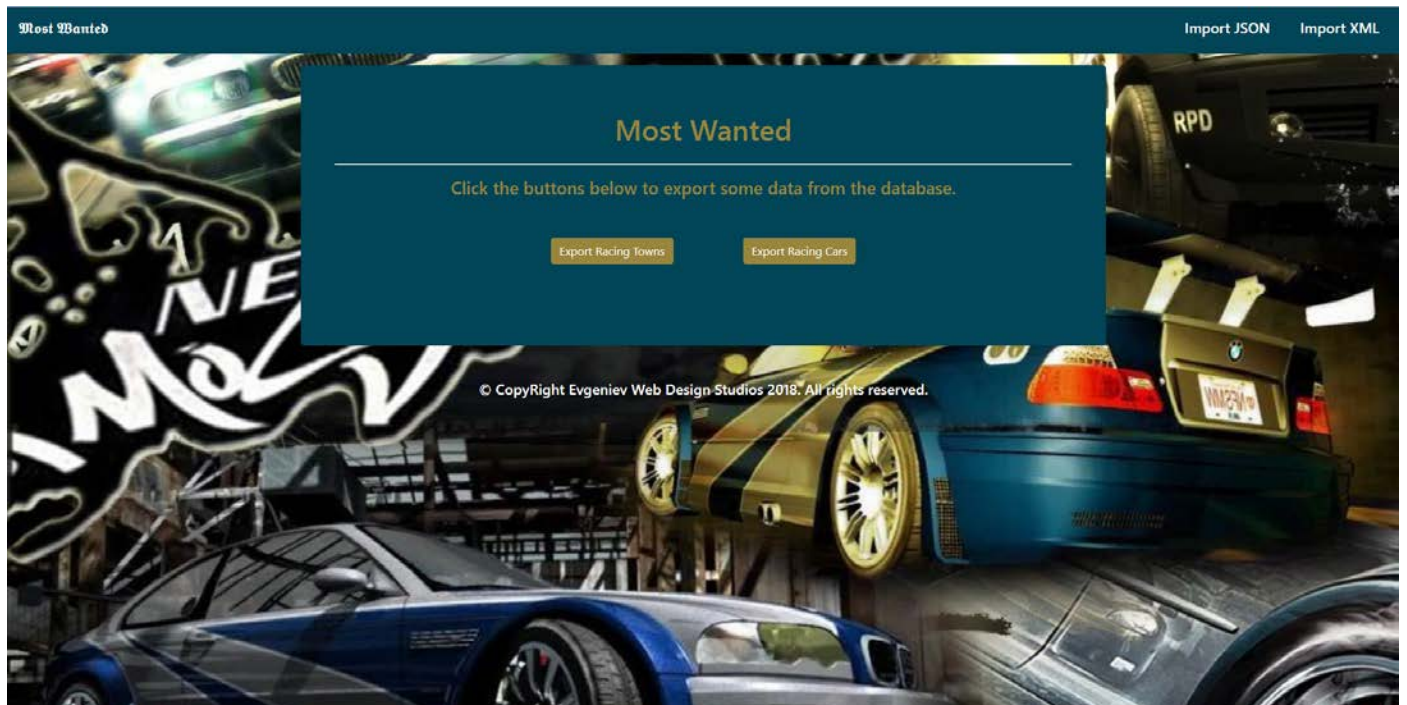 Most Wanted
Import JSON
Import XML
RPD
Most Wanted
Click the buttons below to export some data from the database.
Export Racing Towns
Export Racing Cars
© CopyRight Evgeniev Web Design Studios 2018. All rights reserved.